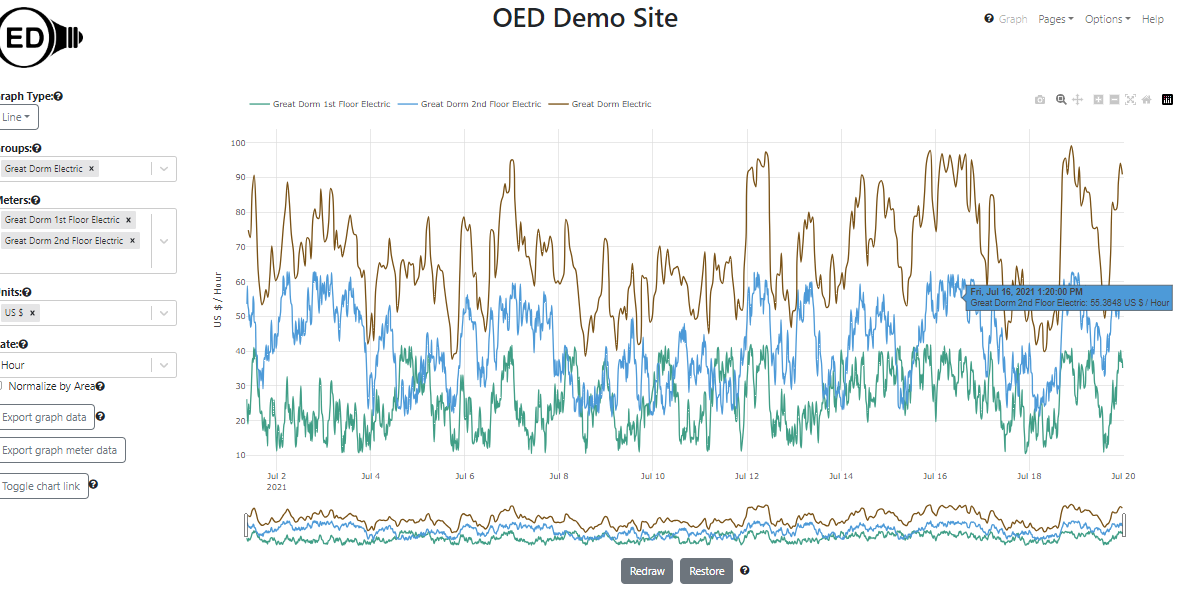 OED Demo Site
Graph Pages Options Help
ED
raph Type:
Line
roups:
Great Dorm Electric ×
eters:
Great Dorm 1st Floor Electric ×
Great Dorm 2nd Floor Electric ×
nits:
US $ ×
ate:
Hour
Normalize by Area
Export graph data
Export graph meter data
Toggle chart link
Great Dorm 1st Floor Electric Great Dorm 2nd Floor Electric Great Dorm Electric
US $ / Hour
100
90
80
70
60
50
40
30
20
10
Fri, Jul 16, 2021 1:20:00 PM
Great Dorm 2nd Floor Electric: 55.3648 US $ / Hour
Jul 2 Jul 4 Jul 6 Jul 8 Jul 10 Jul 12 Jul 14 Jul 16 Jul 18 Jul 20
2021
Redraw Restore